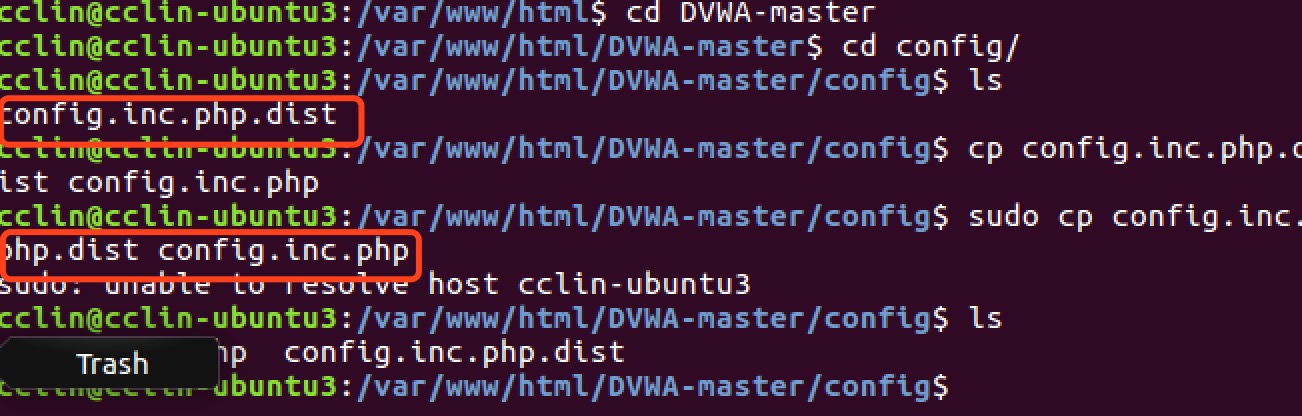 cclin@cclin-ubuntu3:/var/www/html$ cd DVWA-master
cclin@cclin-ubuntu3:/var/www/html/DVWA-master$ cd config/
cclin@cclin-ubuntu3:/var/www/html/DVWA-master/config$ ls
config.inc.php.dist
cclin@cclin-ubuntu3:/var/www/html/DVWA-master/config$ cp config.inc.php.d
ist config.inc.php
cclin@cclin-ubuntu3:/var/www/html/DVWA-master/config$ sudo cp config.inc.
php.dist config.inc.php
sudo: unable to resolve host cclin-ubuntu3
cclin@cclin-ubuntu3:/var/www/html/DVWA-master/config$ ls
hp config.inc.php.dist
Trash
cclin@cclin-ubuntu3:/var/www/html/DVWA-master/config$